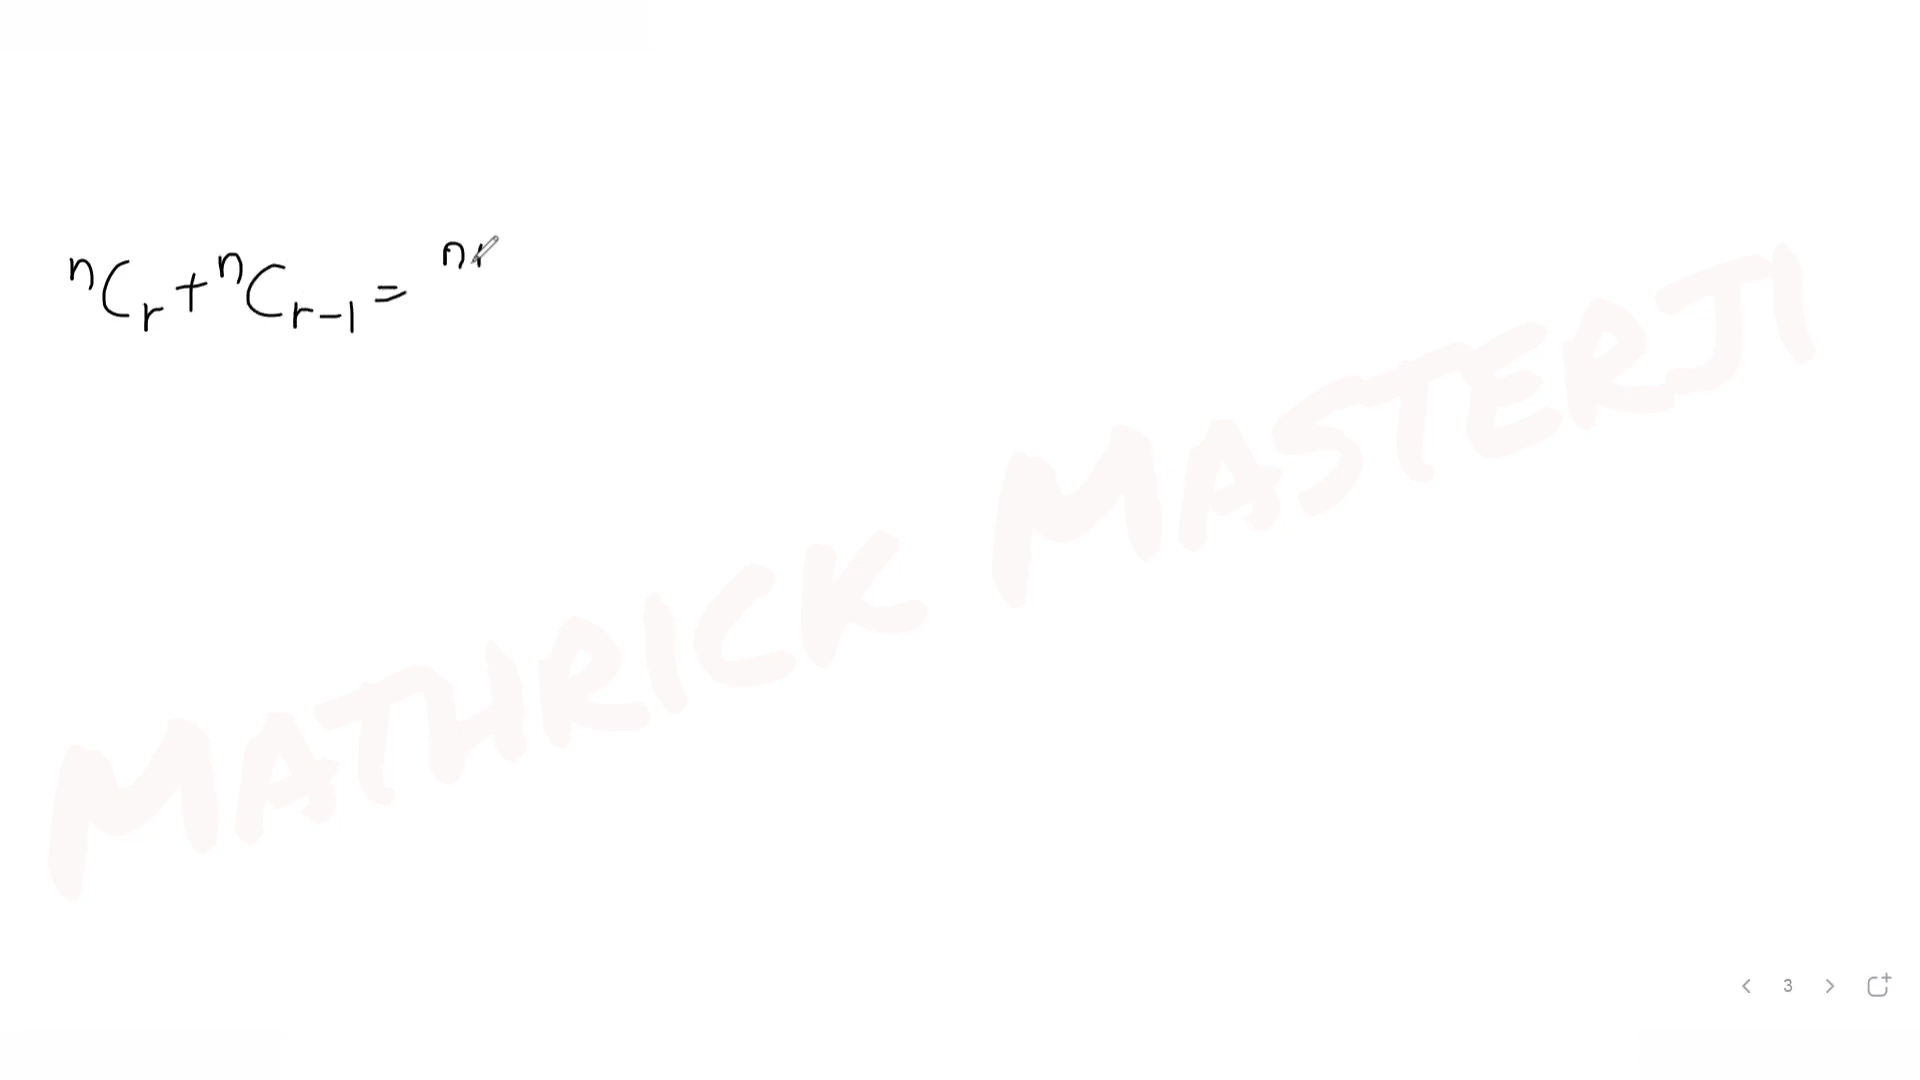 ⁿCᵣ + ⁿCᵣ₋₁ = ⁿ
MATHRICK MASTERJI
3